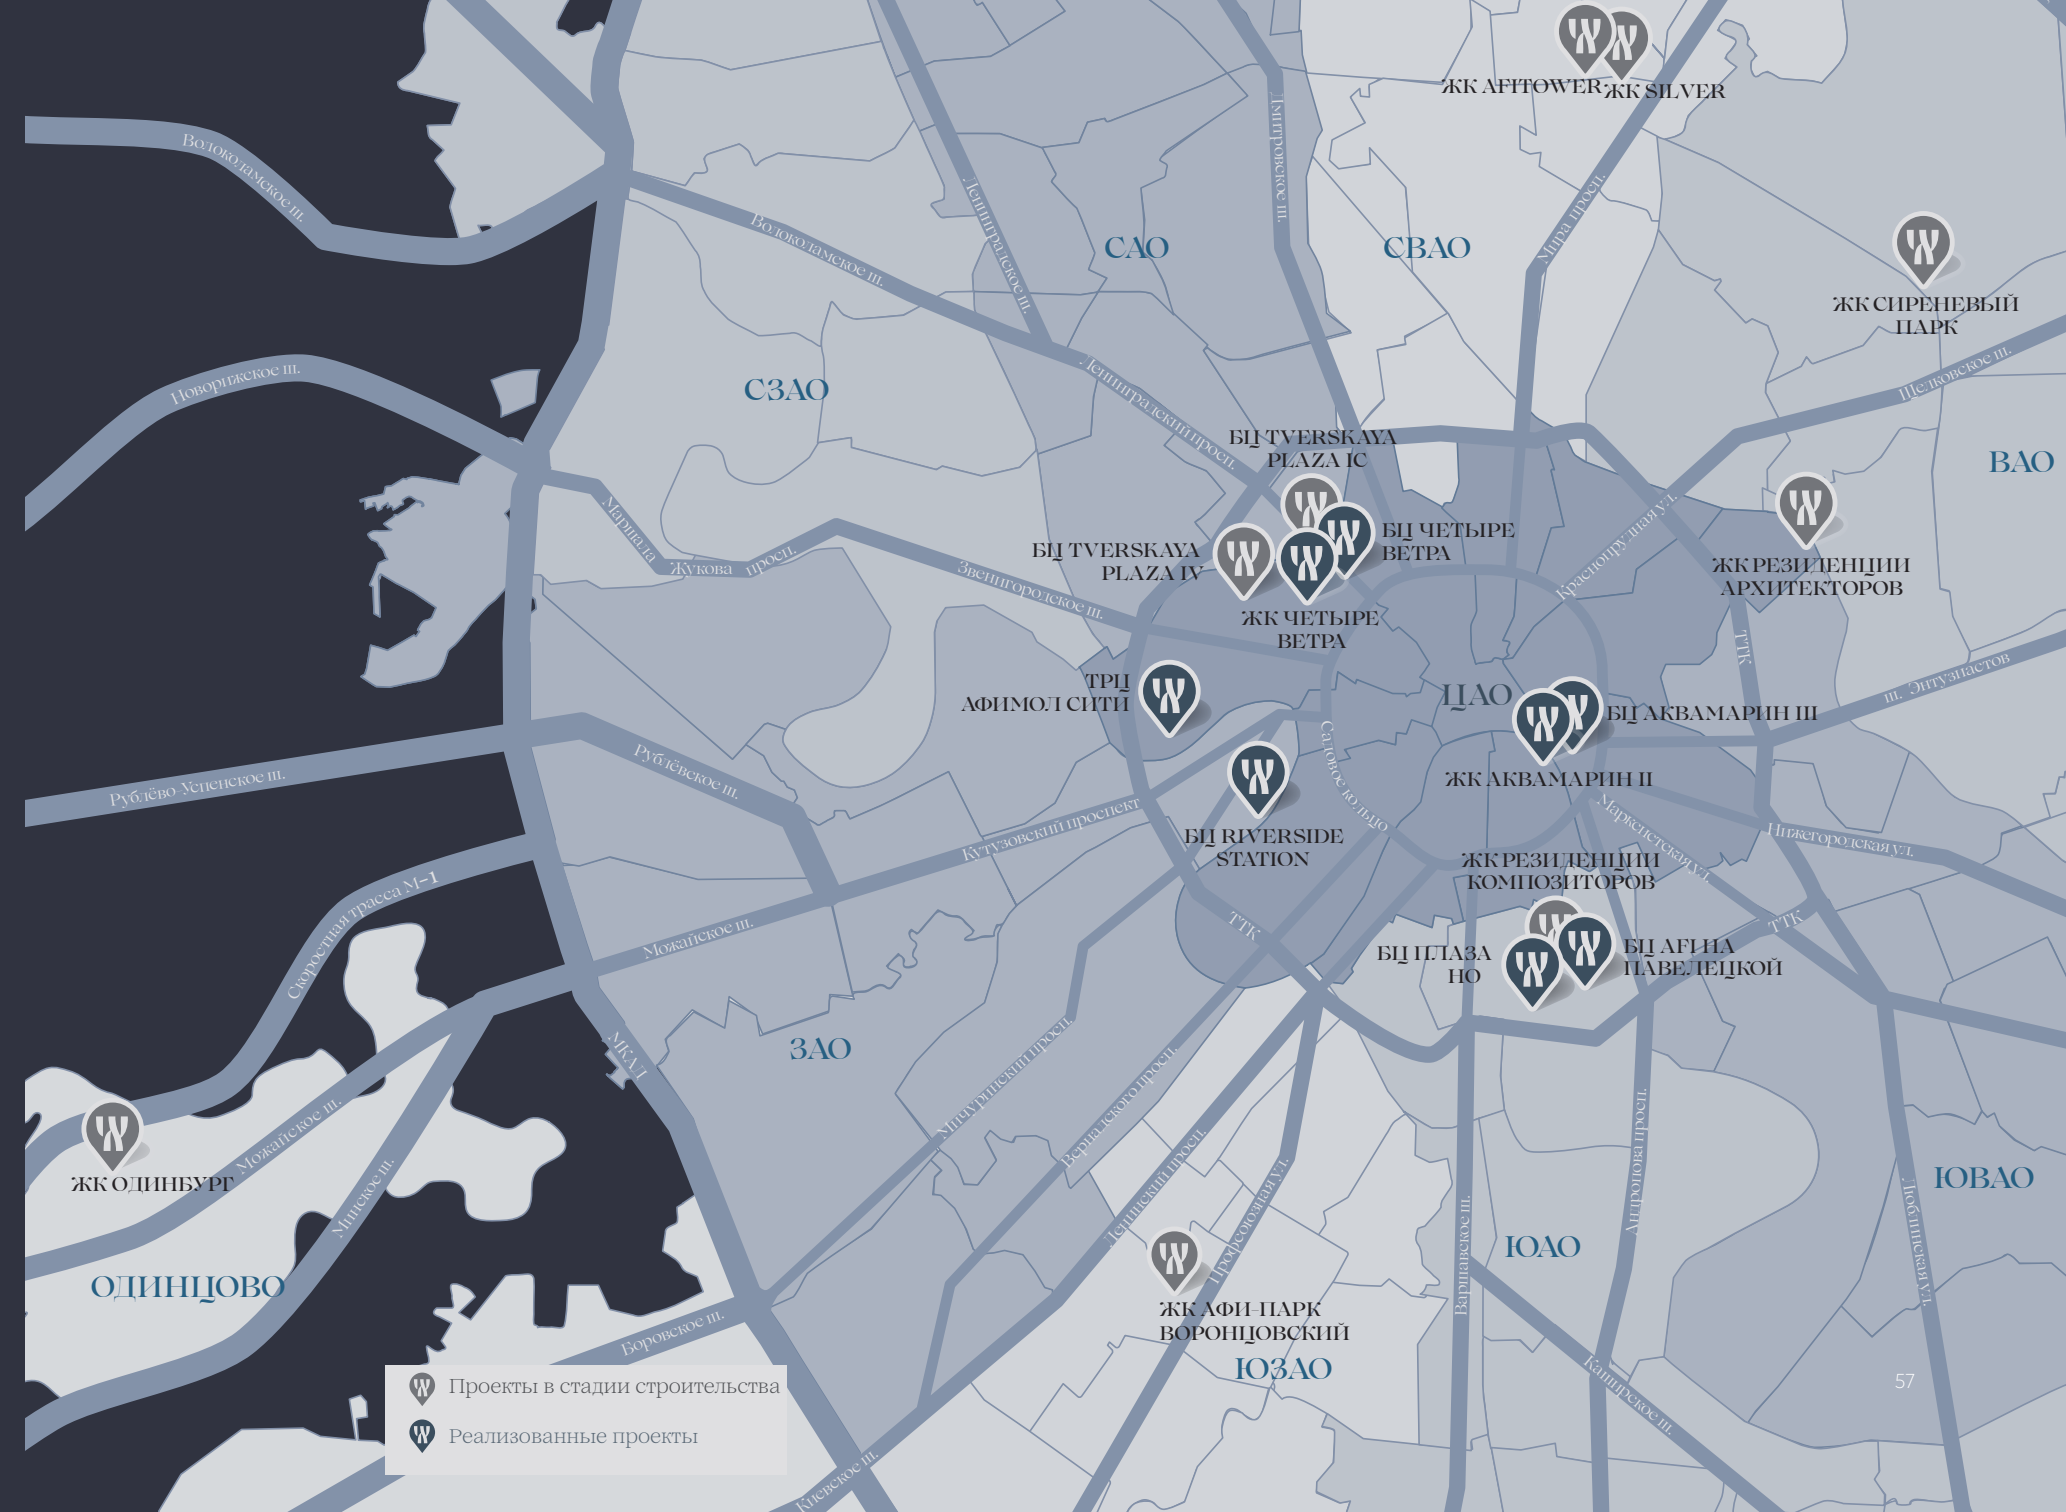 ЖК AFITOWER
ЖК SILVER
Волоколамское ш.
Дмитровское ш.
Ленинградское ш.
Волоколамское ш.
Мира просп.
САО
СВАО
ЖК СИРЕНЕВЫЙ
ПАРК
Новорижское ш.
СЗАО
Ленинградский просп.
Щелковское ш.
БЦ TVERSKAYA
PLAZA IC
ВАО
Маршала
Жукова
просп.
Звенигородское ш.
БЦ TVERSKAYA
PLAZA IV
БЦ ЧЕТЫРЕ
ВЕТРА
Краснопрудная ул.
ЖК РЕЗИДЕНЦИИ
АРХИТЕКТОРОВ
ЖК ЧЕТЫРЕ
ВЕТРА
ТТК
ТРЦ
АФИМОЛ СИТИ
ЦАО
БЦ АКВАМАРИН III
ш. Энтузиастов
Рублёво-Успенское ш.
Рублёвское ш.
Садовое кольцо
ЖК АКВАМАРИН II
Кутузовский проспект
БЦ RIVERSIDE
STATION
Марксистская ул.
Нижегородская ул.
ЖК РЕЗИДЕНЦИИ
КОМПОЗИТОРОВ
Скоростная трасса М-1
Можайское ш.
ТТК
ТТК
БЦ ПЛАЗА
НО
БЦ AFI НА
ПАВЕЛЕЦКОЙ
МКАД
ЗАО
Мичуринский просп.
Вернадского просп.
Ленинский просп.
Профсоюзная ул.
Андропова просп.
Варшавское ш.
Люблинская ул.
ЮВАО
ЖК ОДИНБУРГ
Можайское ш.
Минское ш.
ЮАО
ОДИНЦОВО
Боровское ш.
ЖК АФИ-ПАРК
ВОРОНЦОВСКИЙ
ЮЗАО
Каширское ш.
Киевское ш.
57
Проекты в стадии строительства
Реализованные проекты